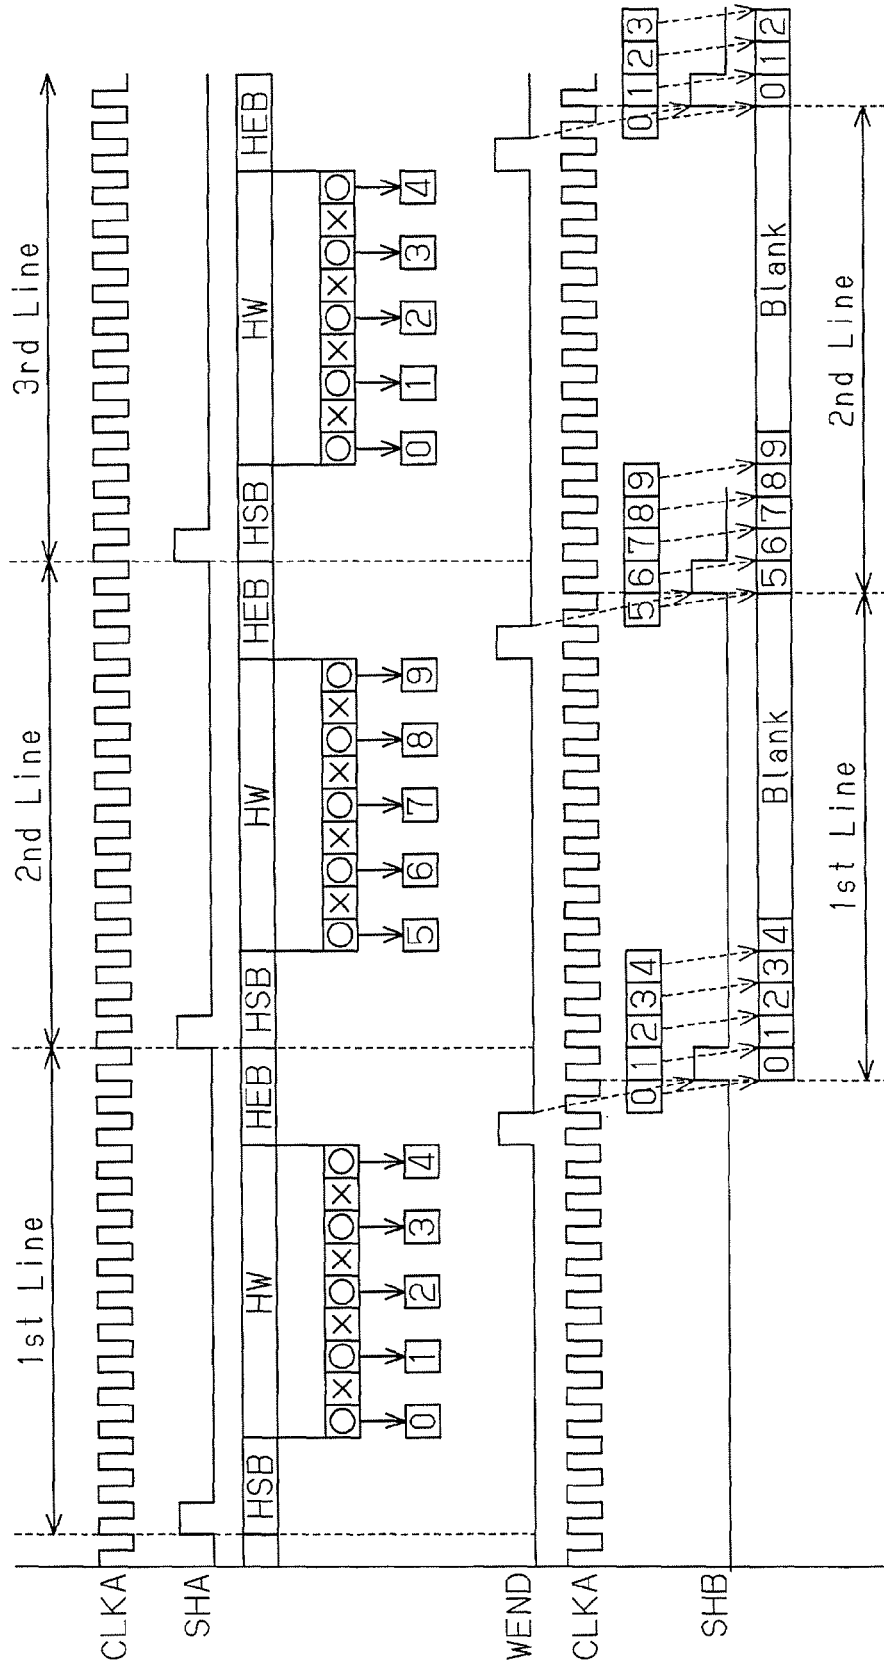 1st Line 2nd Line 3rd Line
CLKA
SHA
HSB HW HEB HSB HW HEB HSB HW HEB
○ × ○ × ○ × ○ × ○ ○ × ○ × ○ × ○ × ○ ○ × ○ × ○ × ○ × ○
0 1 2 3 4 5 6 7 8 9 0 1 2 3 4
WEND
CLKA
0 1 2 3 4 5 6 7 8 9 0 1 2 3
SHB
0 1 2 3 4 Blank 5 6 7 8 9 Blank 0 1 2
1st Line 2nd Line